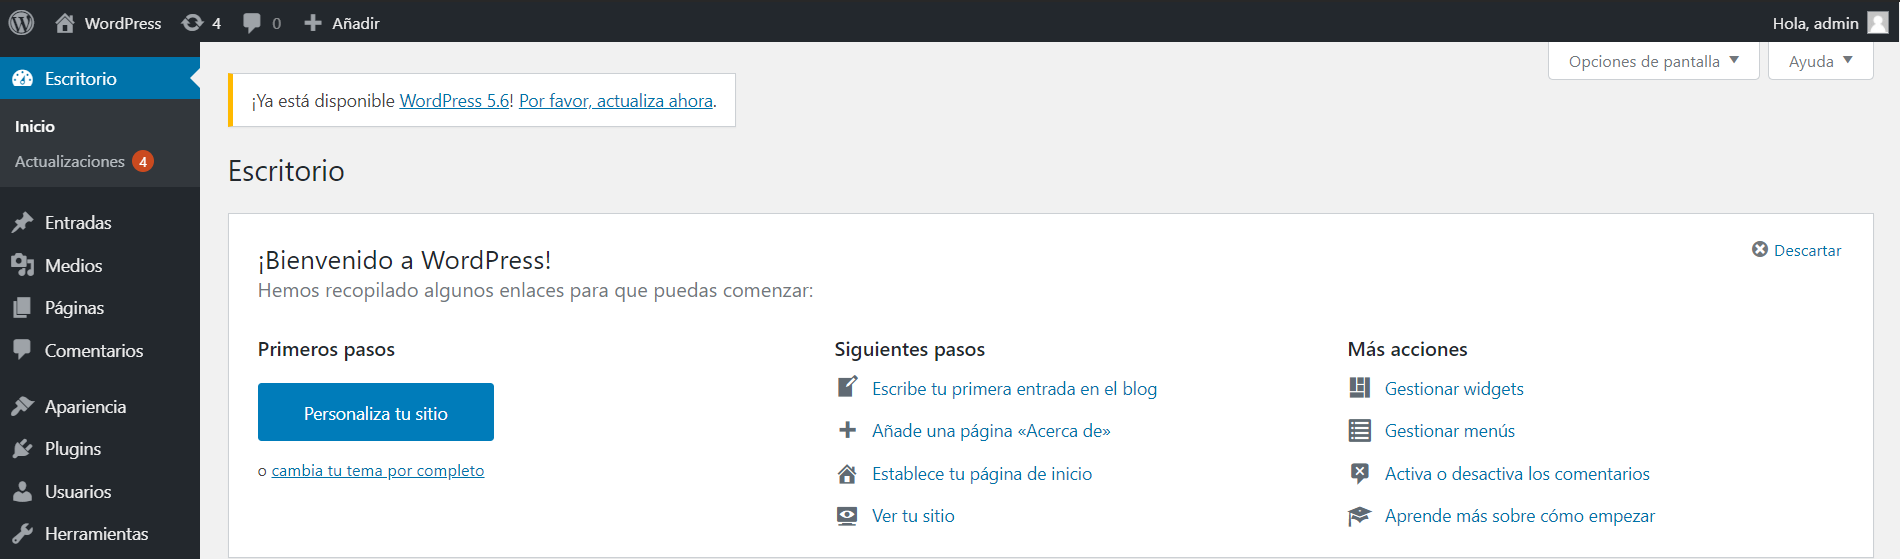 WordPress 4 0 Añadir Hola, admin
Opciones de pantalla Ayuda
Escritorio
Inicio
Actualizaciones 4
Entradas
Medios
Páginas
Comentarios
Apariencia
Plugins
Usuarios
Herramientas
¡Ya está disponible WordPress 5.6! Por favor, actualiza ahora.
Escritorio
¡Bienvenido a WordPress!
Descartar
Hemos recopilado algunos enlaces para que puedas comenzar:
Primeros pasos
Personaliza tu sitio
o cambia tu tema por completo
Siguientes pasos
Escribe tu primera entrada en el blog
Añade una página «Acerca de»
Establece tu página de inicio
Ver tu sitio
Más acciones
Gestionar widgets
Gestionar menús
Activa o desactiva los comentarios
Aprende más sobre cómo empezar